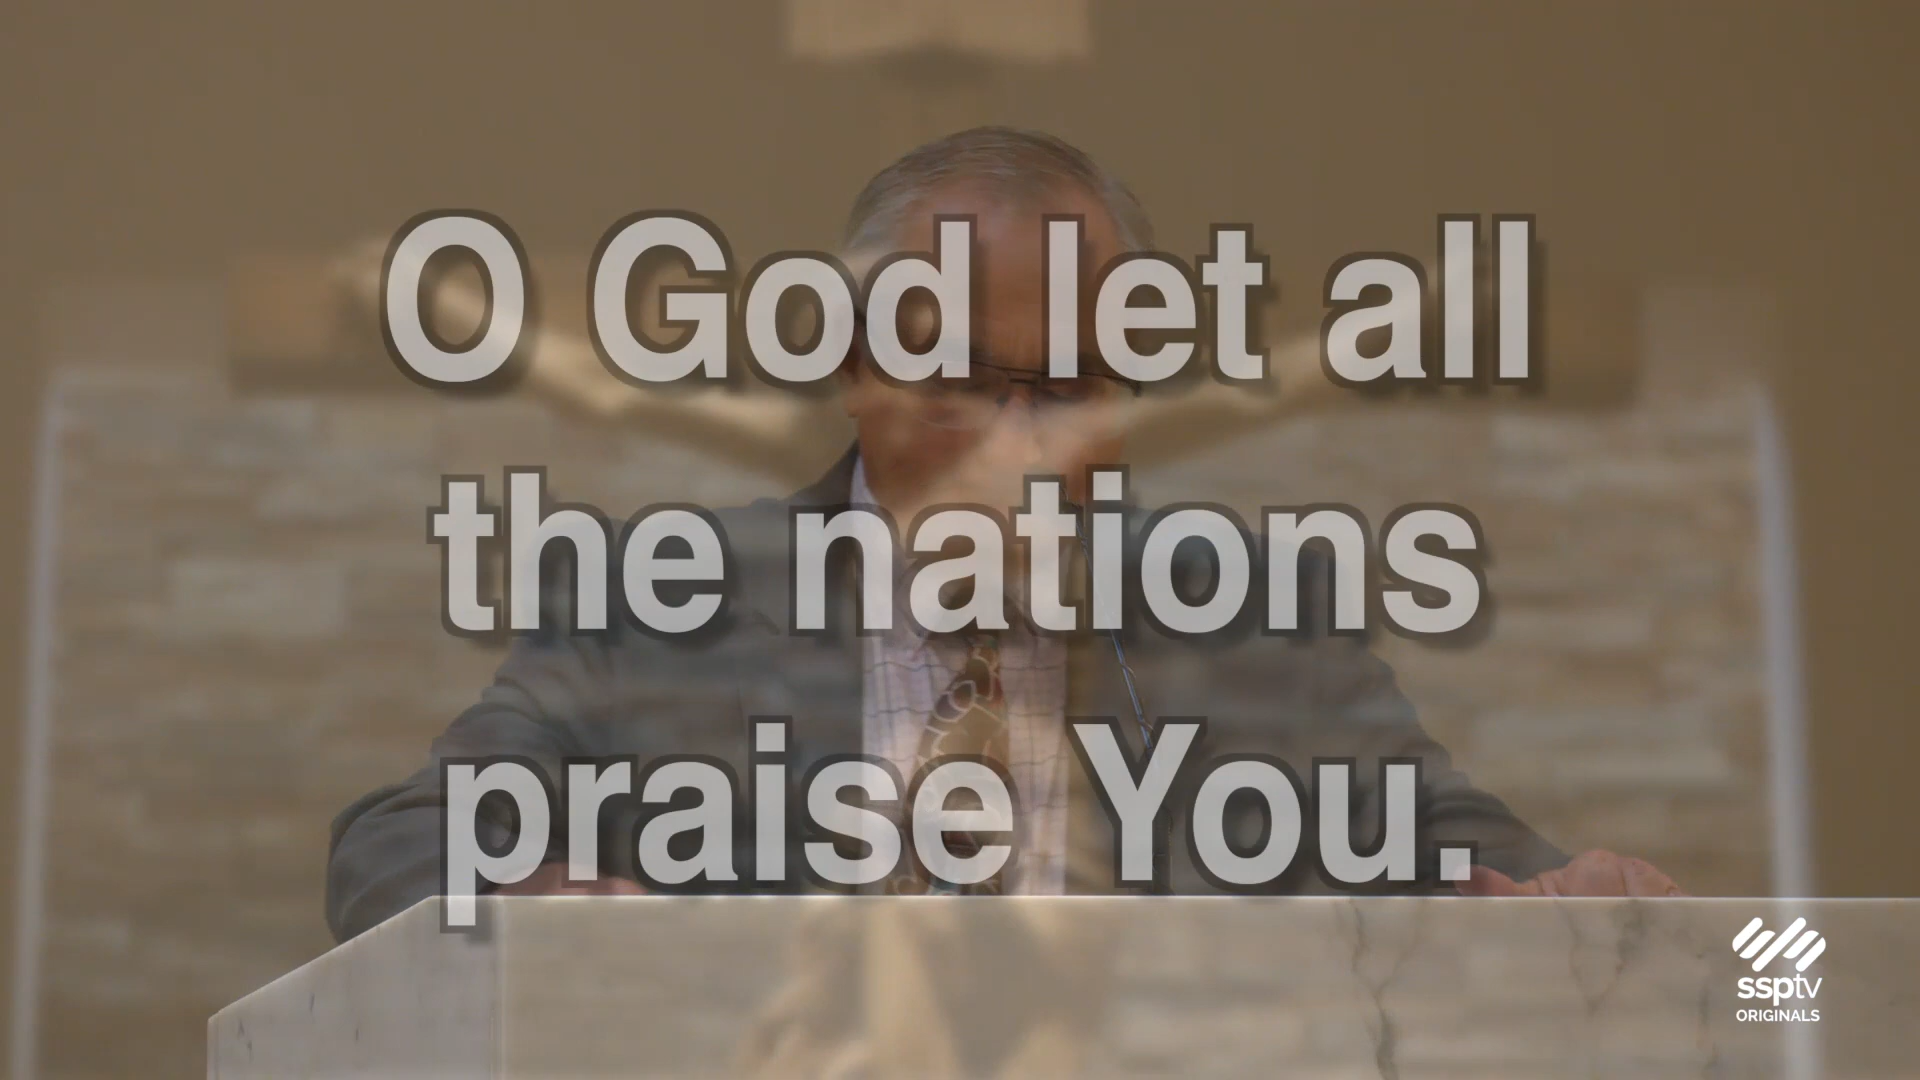 O God let all
the nations
praise You.
ssptv
ORIGINALS